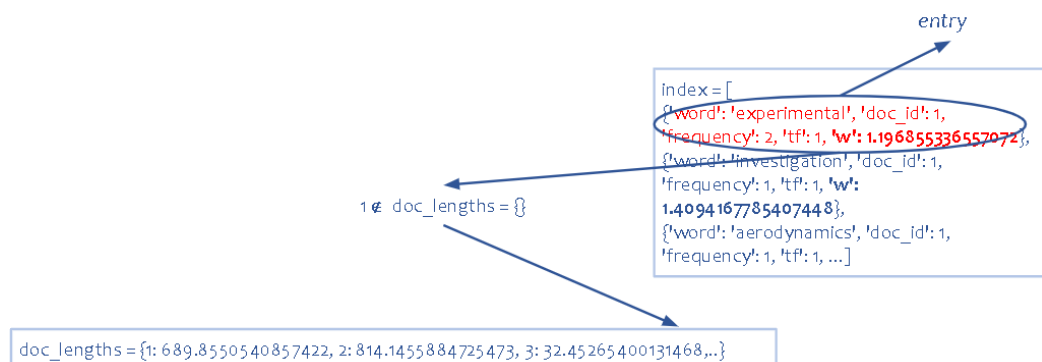 entry
index = [
{'word': 'experimental', 'doc_id': 1,
'frequency': 2, 'tf': 1, 'w': 1.196855336557072},
{'word': 'investigation', 'doc_id': 1,
'frequency': 1, 'tf': 1, 'w':
1.4094167785407448},
{'word': 'aerodynamics', 'doc_id': 1,
'frequency': 1, 'tf': 1, ...]
1 ∉ doc_lengths = {}
doc_lengths = {1: 689.8550540857422, 2: 814.1455884725473, 3: 32.45265400131468,..}